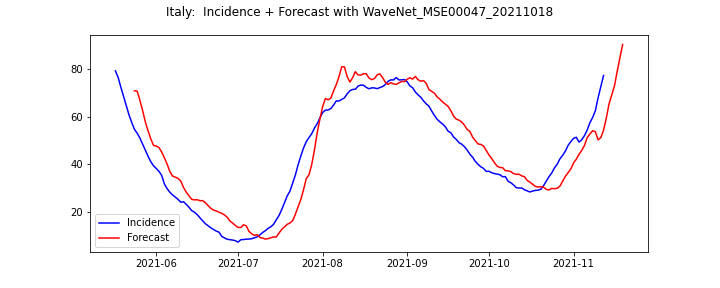 Italy:  Incidence + Forecast with WaveNet_MSE00047_20211018
80
60
40
20
Incidence
Forecast
2021-06 2021-07 2021-08 2021-09 2021-10 2021-11